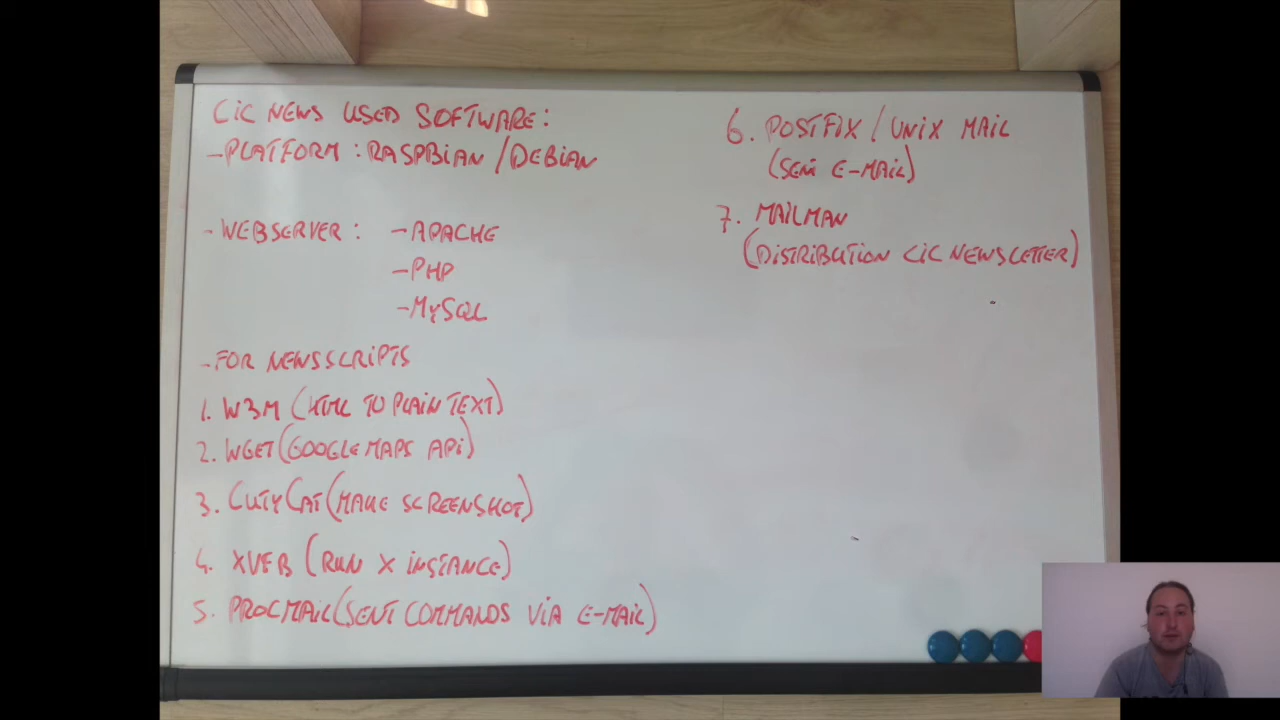 CIC NEWS USED SOFTWARE:
- PLATFORM: RASPBIAN / DEBIAN
- WEBSERVER: - APACHE
- PHP
- MYSQL
- FOR NEWSSCRIPTS
1. W3M (HTML TO PLAIN TEXT)
2. WGET (GOOGLE MAPS API)
3. CUTYCAT (MAKE SCREENSHOT)
4. XVFB (RUN X INSTANCE)
5. PROCMAIL (SENT COMMANDS VIA E-MAIL)
6. POSTFIX / UNIX MAIL
(E-MAIL)
7. MAILMAN
(DISTRIBUTION CIC NEWSLETTER)